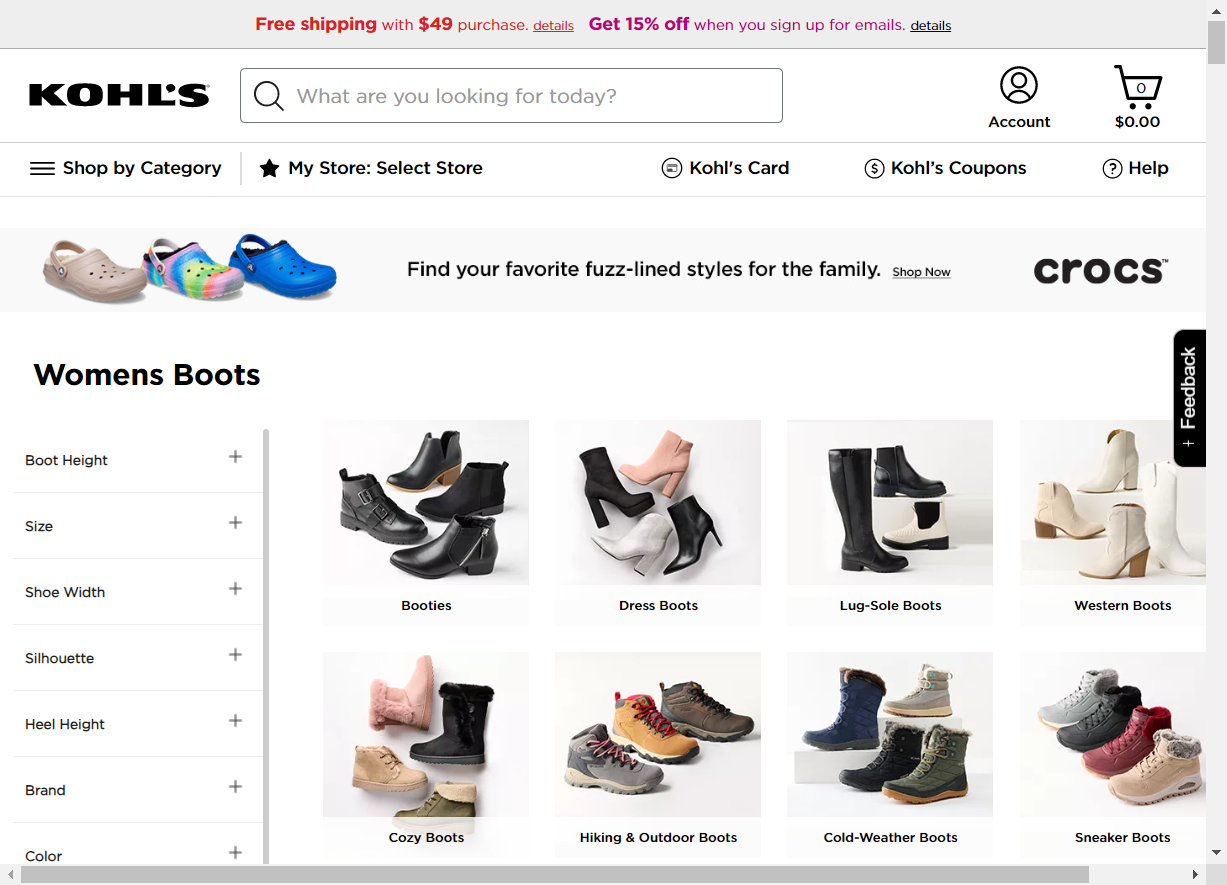 Free shipping with $49 purchase. details Get 15% off when you sign up for emails. details
KOHL'S
What are you looking for today?
Account
0
$0.00
Shop by Category
My Store: Select Store
Kohl's Card
Kohl’s Coupons
Help
Find your favorite fuzz-lined styles for the family. Shop Now
crocs™
+ Feedback
Womens Boots
Boot Height
Size
Shoe Width
Silhouette
Heel Height
Brand
Color
Booties
Dress Boots
Lug-Sole Boots
Western Boots
Cozy Boots
Hiking & Outdoor Boots
Cold-Weather Boots
Sneaker Boots